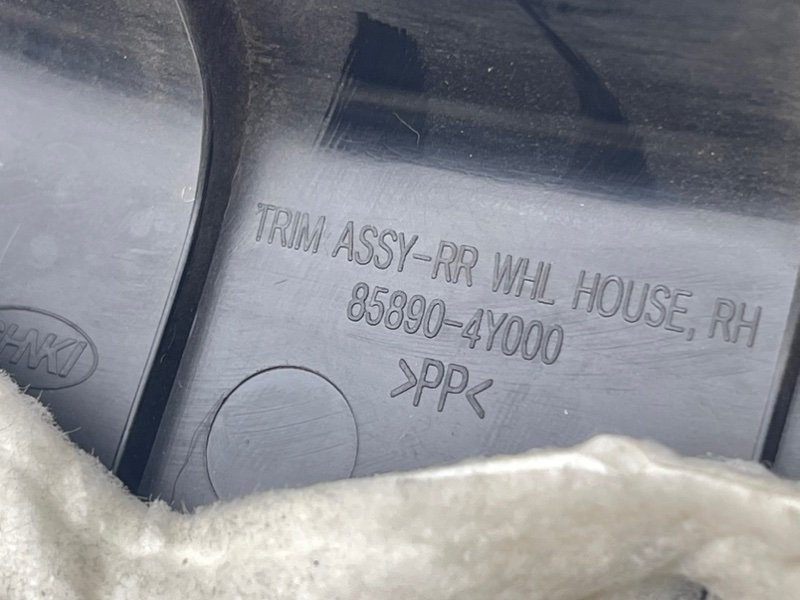 TRIM ASSY-RR WHL HOUSE, RH
85890-4Y000
>PP<